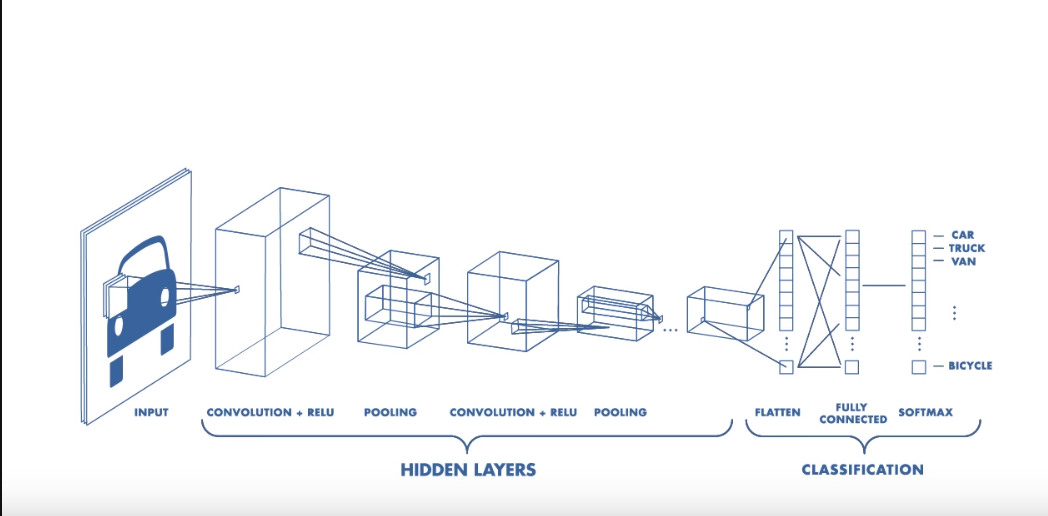 CAR
TRUCK
VAN
BICYCLE
INPUT
CONVOLUTION + RELU
POOLING
CONVOLUTION + RELU
POOLING
FLATTEN
FULLY
CONNECTED
SOFTMAX
HIDDEN LAYERS
CLASSIFICATION